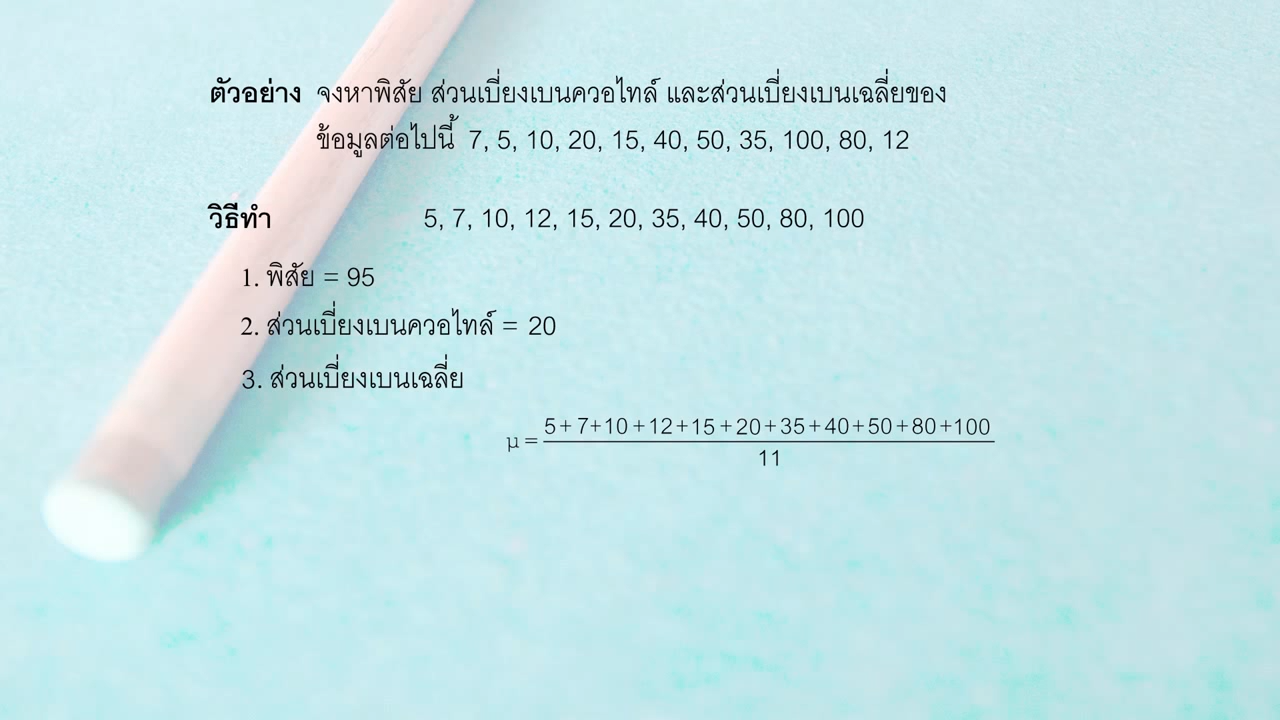 ตัวอย่าง จงหาพิสัย ส่วนเบี่ยงเบนควอไทล์ และส่วนเบี่ยงเบนเฉลี่ยของ
ข้อมูลต่อไปนี้ 7, 5, 10, 20, 15, 40, 50, 35, 100, 80, 12
วิธีทำ 5, 7, 10, 12, 15, 20, 35, 40, 50, 80, 100
1. พิสัย = 95
2. ส่วนเบี่ยงเบนควอไทล์ = 20
3. ส่วนเบี่ยงเบนเฉลี่ย
μ = 5+7+10+12+15+20+35+40+50+80+100
11